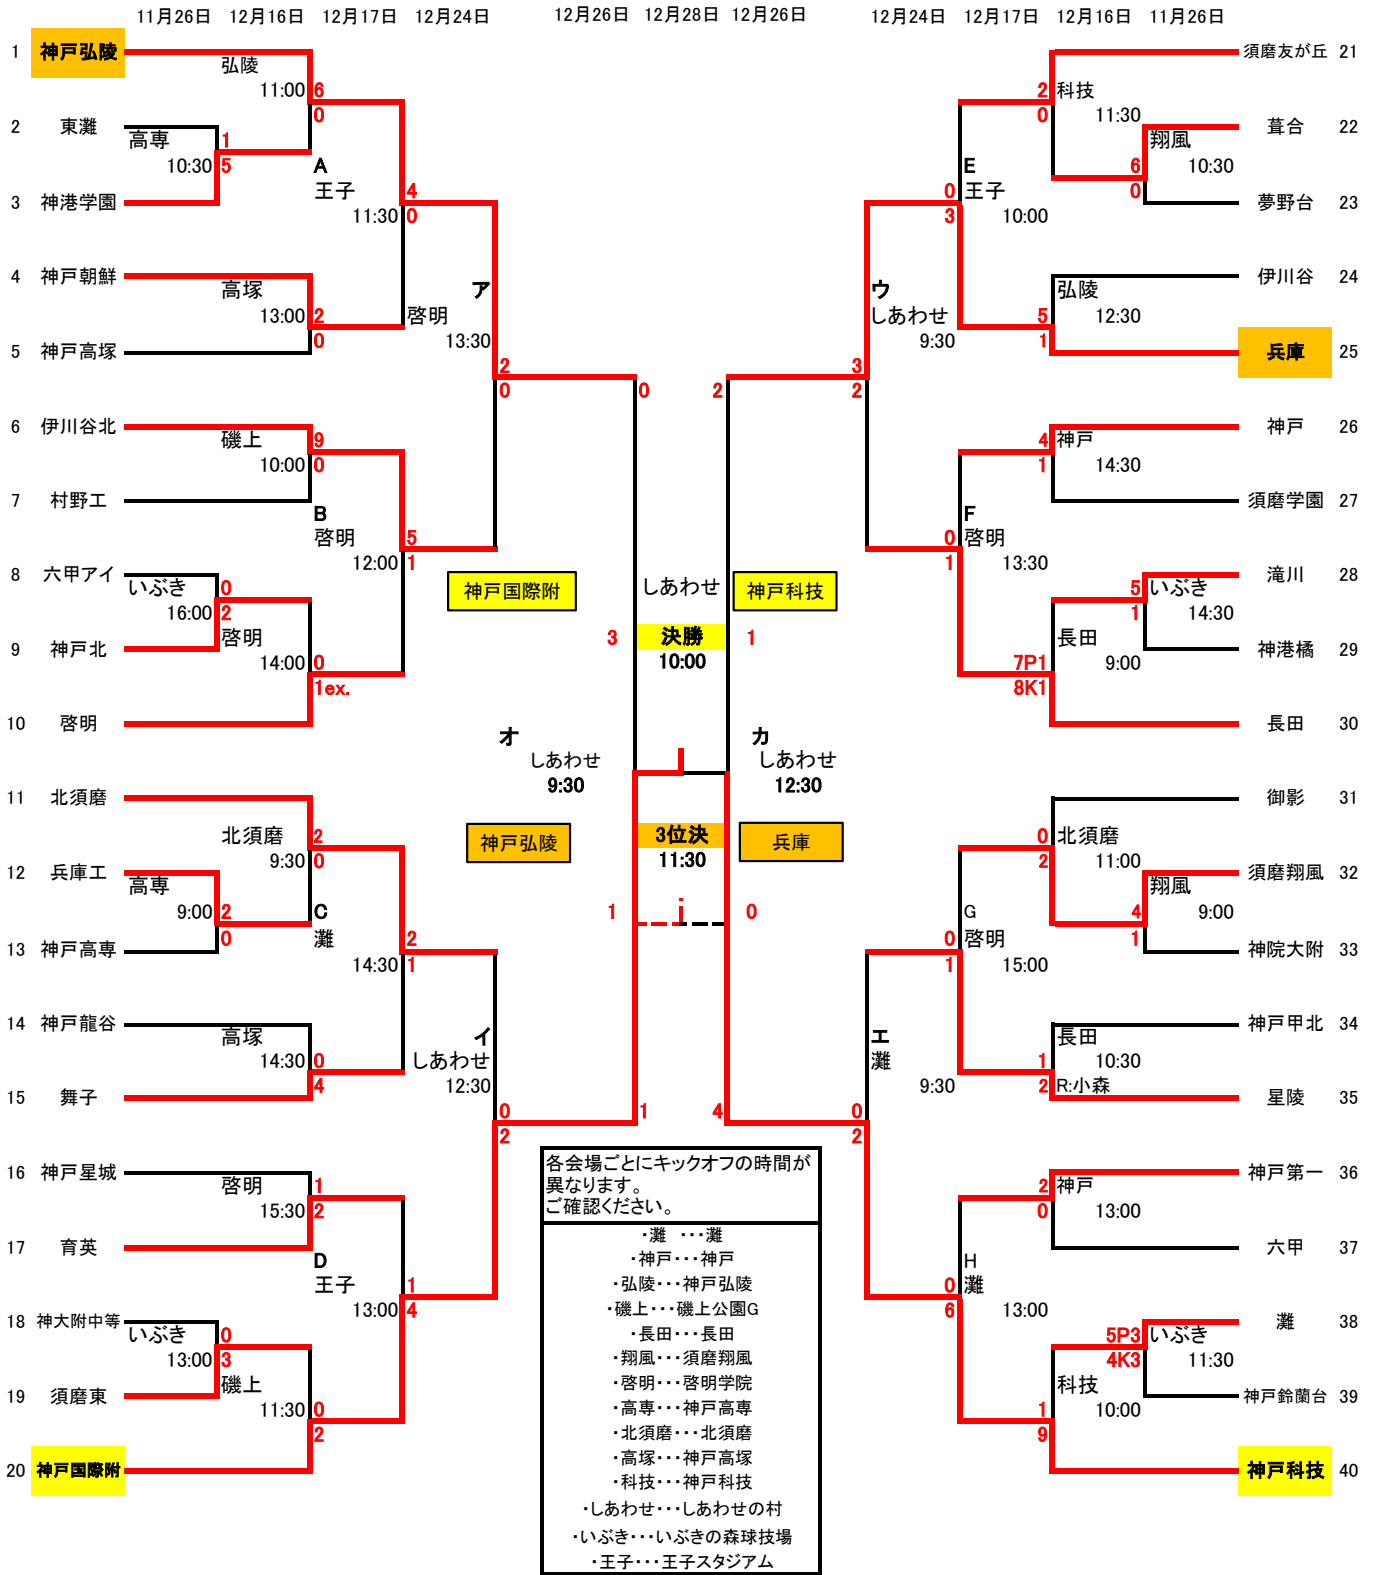 11月26日 12月16日 12月17日 12月24日 12月26日 12月28日 12月26日 12月24日 12月17日 12月16日 11月26日
1 神戸弘陵
弘陵
11:00
6
0
2 東灘
高専
10:30
1
5
3 神港学園
A
王子
11:30
4
0
4 神戸朝鮮
高塚
13:00
2
0
5 神戸高塚
ア
啓明
13:30
2
0
6 伊川谷北
磯上
10:00
9
0
7 村野工
B
啓明
12:00
5
1
8 六甲アイ
いぶき
16:00
0
2
9 神戸北
啓明
14:00
0
1ex.
10 啓明
11 北須磨
北須磨
9:30
2
0
12 兵庫工
高専
9:00
2
0
13 神戸高専
C
灘
14:30
2
1
14 神戸龍谷
高塚
14:30
0
4
15 舞子
イ
しあわせ
12:30
0
2
16 神戸星城
啓明
15:30
1
2
17 育英
D
王子
13:00
1
4
18 神大附中等
いぶき
13:00
0
3
19 須磨東
磯上
11:30
0
2
20 神戸国際附
0
2
神戸国際附
しあわせ
神戸科技
3
決勝
1
10:00
オ
しあわせ
9:30
カ
しあわせ
12:30
神戸弘陵
3位決
兵庫
11:30
1
0
1
4
各会場ごとにキックオフの時間が
異なります。
ご確認ください。
・灘 ・・・灘
・神戸・・・神戸
・弘陵・・・神戸弘陵
・磯上・・・磯上公園G
・長田・・・長田
・翔風・・・須磨翔風
・啓明・・・啓明学院
・高専・・・神戸高専
・北須磨・・・北須磨
・高塚・・・神戸高塚
・科技・・・神戸科技
・しあわせ・・・しあわせの村
・いぶき・・・いぶきの森球技場
・王子・・・王子スタジアム
須磨友が丘 21
2
0
科技
11:30
葺合 22
翔風
10:30
6
0
夢野台 23
E
王子
10:00
0
3
伊川谷 24
弘陵
12:30
5
1
兵庫 25
ウ
しあわせ
9:30
3
2
神戸 26
4
1
神戸
14:30
須磨学園 27
F
啓明
13:30
0
1
滝川 28
5
1
いぶき
14:30
神港橘 29
長田
9:00
7P1
8K1
長田 30
御影 31
0
2
北須磨
11:00
須磨翔風 32
翔風
9:00
4
1
神院大附 33
G
啓明
15:00
0
1
神戸甲北 34
長田
10:30
1
2
R:小森
星陵 35
エ
灘
9:30
0
2
神戸第一 36
2
0
神戸
13:00
六甲 37
H
灘
13:00
0
6
灘 38
5P3
4K3
いぶき
11:30
神戸鈴蘭台 39
科技
10:00
1
9
神戸科技 40